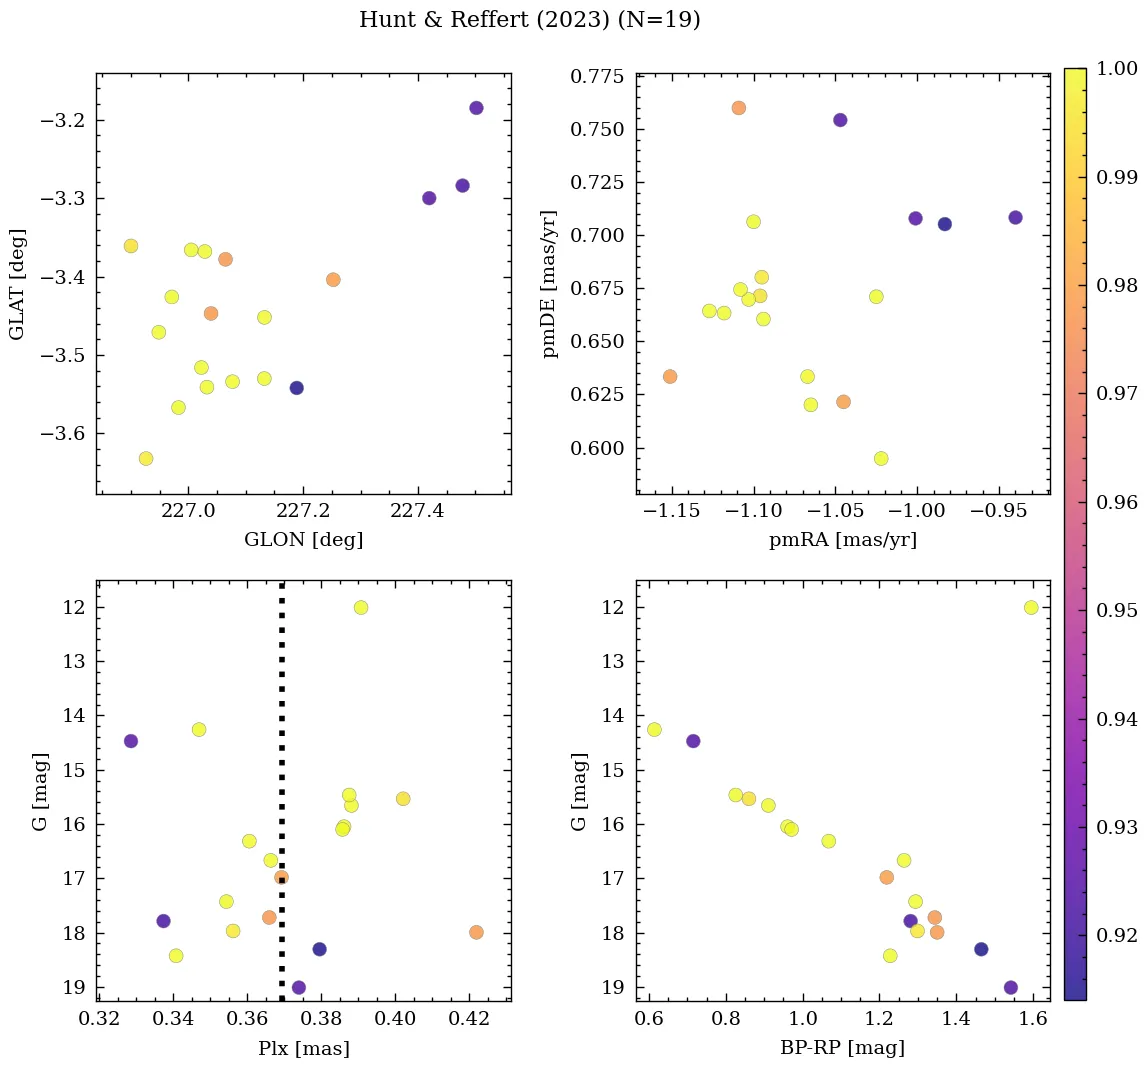 Hunt & Reffert (2023) (N=19)
−3.2
−3.3
−3.4
−3.5
−3.6
GLAT [deg]
227.0 227.2 227.4
GLON [deg]
0.775
0.750
0.725
0.700
0.675
0.650
0.625
0.600
pmDE [mas/yr]
−1.15 −1.10 −1.05 −1.00 −0.95
pmRA [mas/yr]
12
13
14
15
16
17
18
19
G [mag]
0.32 0.34 0.36 0.38 0.40 0.42
Plx [mas]
12
13
14
15
16
17
18
19
G [mag]
0.6 0.8 1.0 1.2 1.4 1.6
BP-RP [mag]
1.00
0.99
0.98
0.97
0.96
0.95
0.94
0.93
0.92